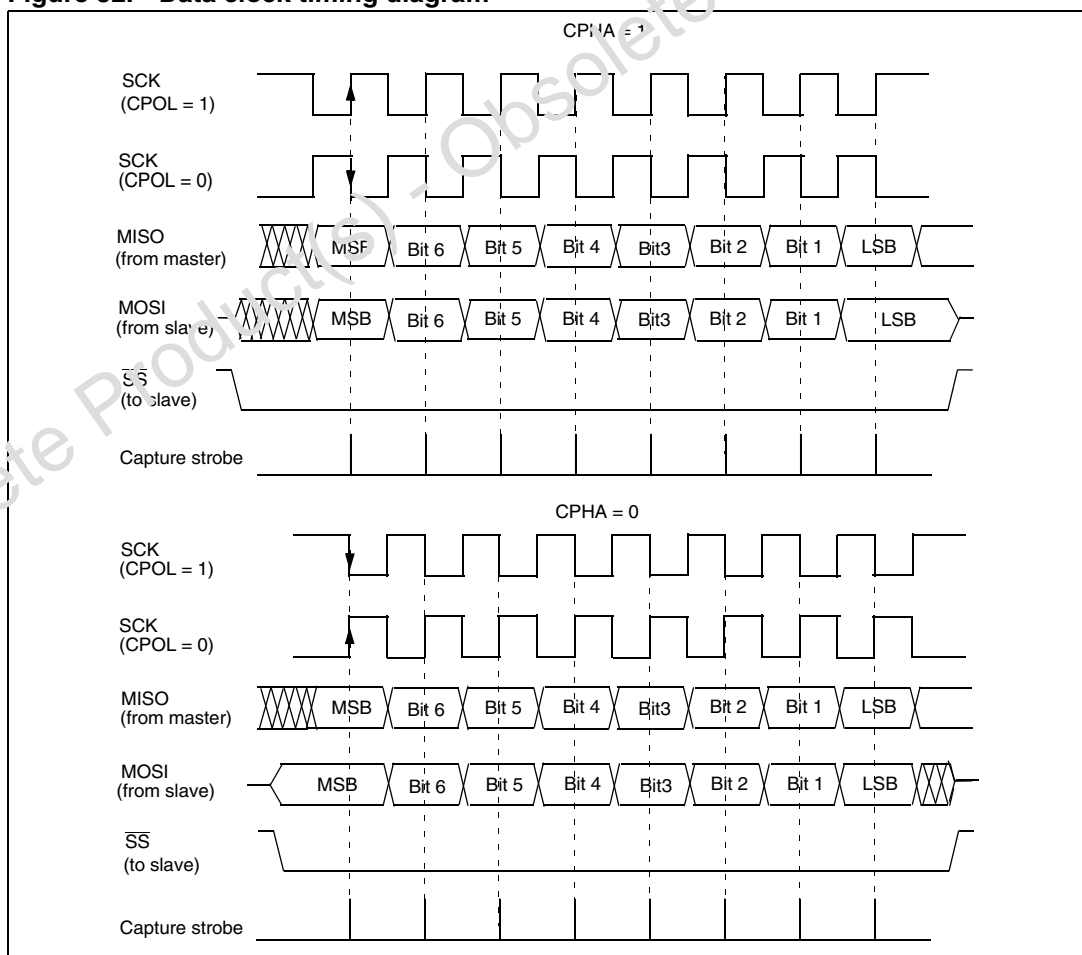 Figure 52. Data clock timing diagram
CPHA = 1
SCK
(CPOL = 1)
SCK
(CPOL = 0)
MISO
(from master)
MSB Bit 6 Bit 5 Bit 4 Bit3 Bit 2 Bit 1 LSB
MOSI
(from slave)
MSB Bit 6 Bit 5 Bit 4 Bit3 Bit 2 Bit 1 LSB
SS
(to slave)
Capture strobe
CPHA = 0
SCK
(CPOL = 1)
SCK
(CPOL = 0)
MISO
(from master)
MSB Bit 6 Bit 5 Bit 4 Bit3 Bit 2 Bit 1 LSB
MOSI
(from slave)
MSB Bit 6 Bit 5 Bit 4 Bit3 Bit 2 Bit 1 LSB
SS
(to slave)
Capture strobe
ete Product(s) - Obsolete